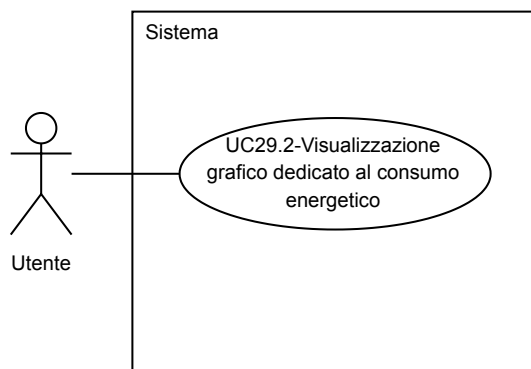 Sistema
UC29.2-Visualizzazione
grafico dedicato al consumo
energetico
Utente